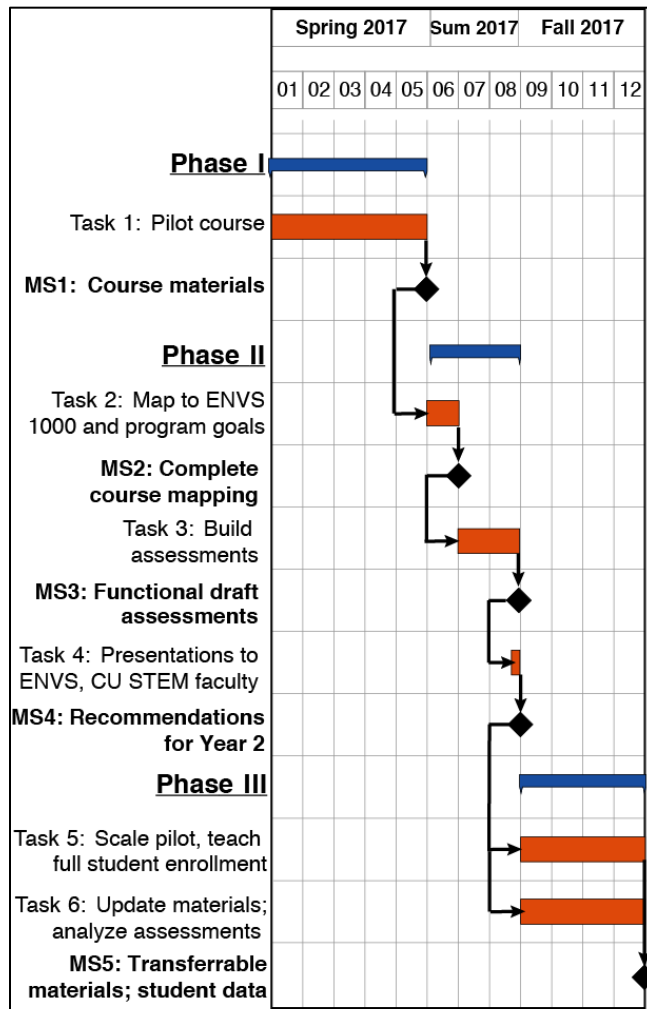 Spring 2017 Sum 2017 Fall 2017
01 02 03 04 05 06 07 08 09 10 11 12
Phase I
Task 1: Pilot course
MS1: Course materials
Phase II
Task 2: Map to ENVS
1000 and program goals
MS2: Complete
course mapping
Task 3: Build
assessments
MS3: Functional draft
assessments
Task 4: Presentations to
ENVS, CU STEM faculty
MS4: Recommendations
for Year 2
Phase III
Task 5: Scale pilot, teach
full student enrollment
Task 6: Update materials;
analyze assessments
MS5: Transferrable
materials; student data